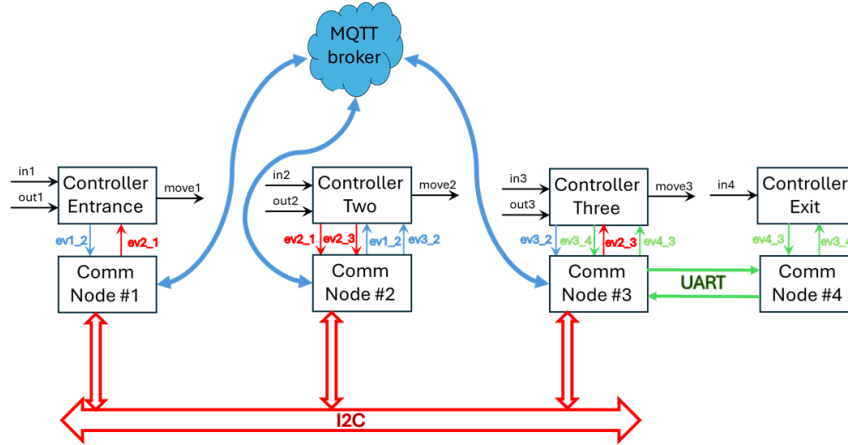 MQTT
broker
in1
out1
Controller
Entrance
move1
in2
out2
Controller
Two
move2
in3
out3
Controller
Three
move3
in4
Controller
Exit
ev1_2
ev2_1
ev2_1
ev2_3
ev1_2
ev3_2
ev3_2
ev3_4
ev2_3
ev4_3
ev4_3
ev3_4
Comm
Node #1
Comm
Node #2
Comm
Node #3
UART
Comm
Node #4
I2C